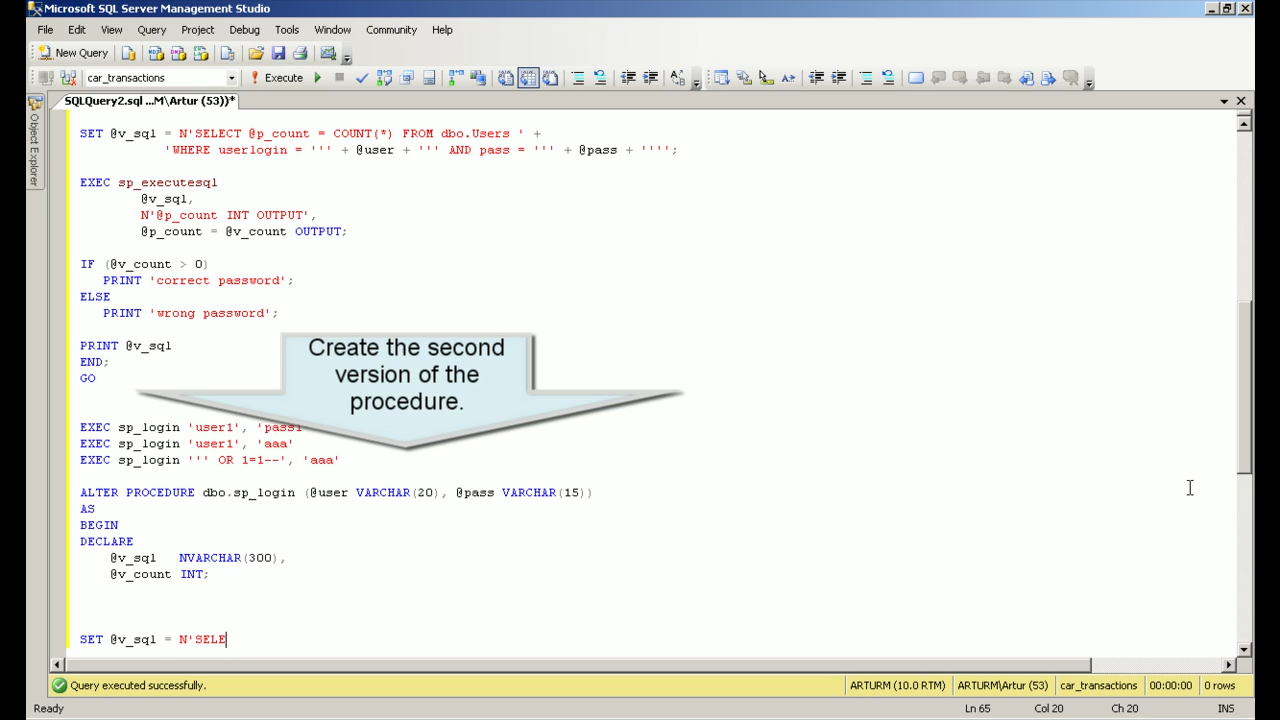 Microsoft SQL Server Management Studio
File Edit View Query Project Debug Tools Window Community Help
New Query
car_transactions Execute
SQLQuery2.sql ...M\Artur (53))*
Object Explorer
SET @v_sql = N'SELECT @p_count = COUNT(*) FROM dbo.Users ' +
'WHERE userlogin = ''' + @user + ''' AND pass = ''' + @pass + '''';
EXEC sp_executesql
@v_sql,
N'@p_count INT OUTPUT',
@p_count = @v_count OUTPUT;
IF (@v_count > 0)
PRINT 'correct password';
ELSE
PRINT 'wrong password';
PRINT @v_sql
END;
GO
Create the second
version of the
procedure.
EXEC sp_login 'user1', 'pass1'
EXEC sp_login 'user1', 'aaa'
EXEC sp_login ''' OR 1=1--', 'aaa'
ALTER PROCEDURE dbo.sp_login (@user VARCHAR(20), @pass VARCHAR(15))
AS
BEGIN
DECLARE
@v_sql NVARCHAR(300),
@v_count INT;
SET @v_sql = N'SELE
Query executed successfully. ARTURM (10.0 RTM) ARTURM\Artur (53) car_transactions 00:00:00 0 rows
Ready Ln 65 Col 20 Ch 20 INS